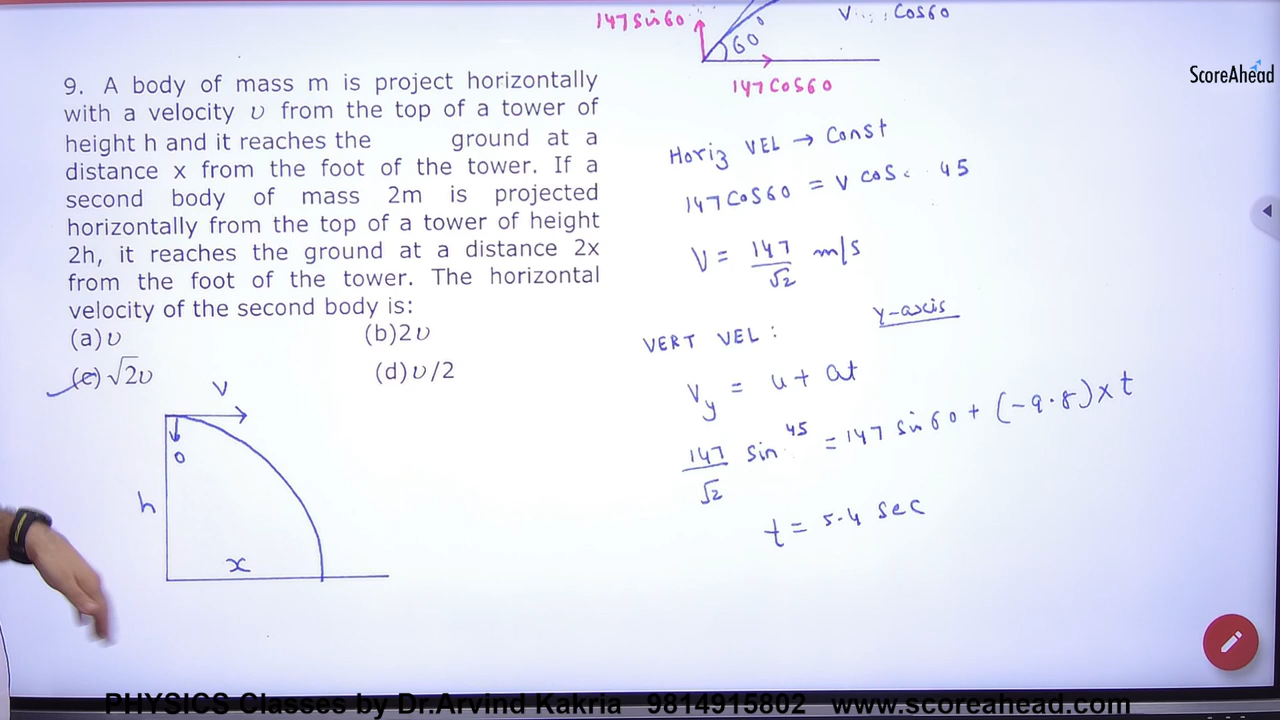 147 sin 60
60°
147 Cos 60
Cos 60
ScoreAhead
9. A body of mass m is project horizontally
with a velocity υ from the top of a tower of
height h and it reaches the ground at a
distance x from the foot of the tower. If a
second body of mass 2m is projected
horizontally from the top of a tower of height
2h, it reaches the ground at a distance 2x
from the foot of the tower. The horizontal
velocity of the second body is:
(a) υ (b) 2υ
(c) √2υ (d) υ/2
V
0
h
x
Horiz VEL → Const
147 Cos 60 = V cos 45
V = 147/√2 m/s
VERT VEL : Y-axis
Vy = u + at
147/√2 sin 45 = 147 sin 60 + (-9.8) x t
t = 5.4 sec
PHYSICS Classes by Dr.Arvind Kakria 9814915802 www.scoreahead.com